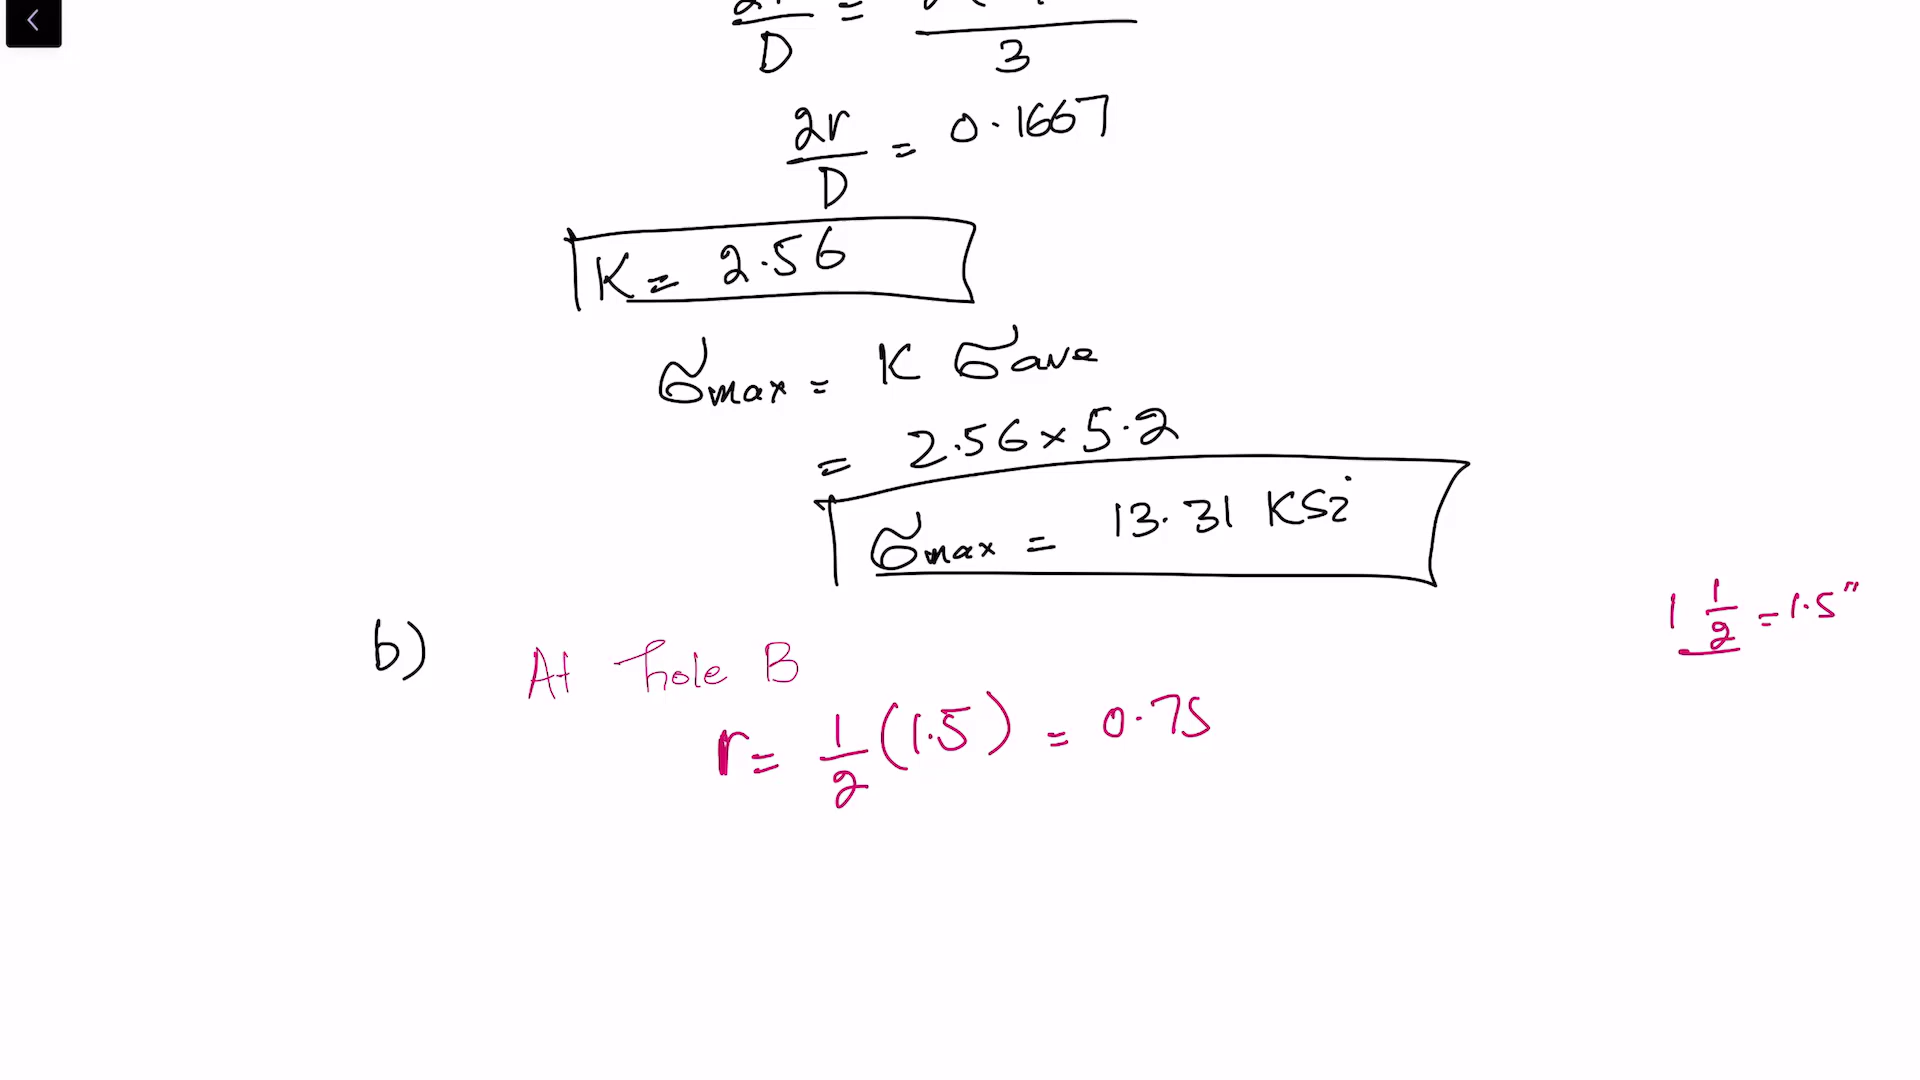 D = 3
2r/D = 0.1667
K = 2.56
σmax = K σave
= 2.56 × 5.2
σmax = 13.31 KSi
1 1/2 = 1.5"
b) At hole B
r = 1/2 (1.5) = 0.75